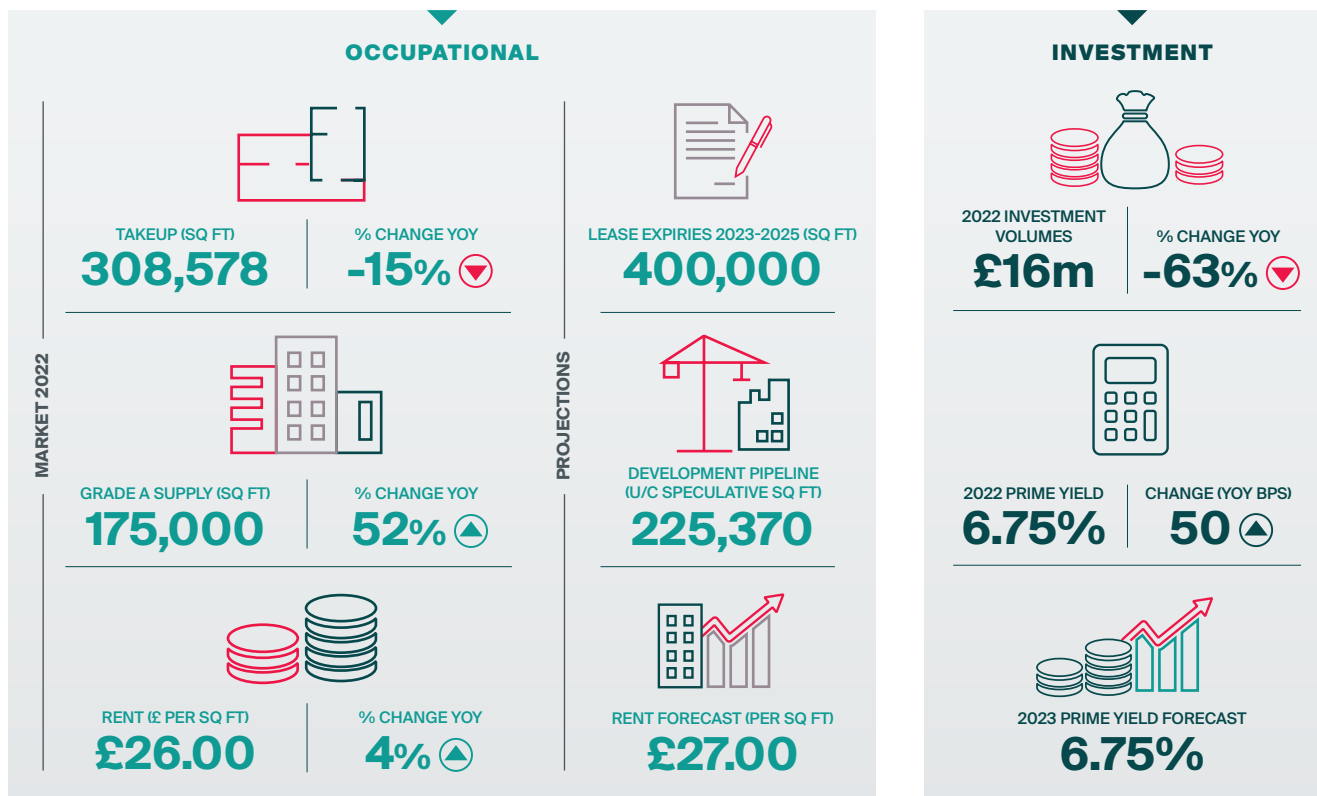 OCCUPATIONAL
MARKET 2022
TAKEUP (SQ FT)
308,578
% CHANGE YOY
-15%
GRADE A SUPPLY (SQ FT)
175,000
% CHANGE YOY
52%
RENT (£ PER SQ FT)
£26.00
% CHANGE YOY
4%
PROJECTIONS
LEASE EXPIRIES 2023-2025 (SQ FT)
400,000
DEVELOPMENT PIPELINE
(U/C SPECULATIVE SQ FT)
225,370
RENT FORECAST (PER SQ FT)
£27.00
INVESTMENT
2022 INVESTMENT
VOLUMES
£16m
% CHANGE YOY
-63%
2022 PRIME YIELD
6.75%
CHANGE (YOY BPS)
50
2023 PRIME YIELD FORECAST
6.75%